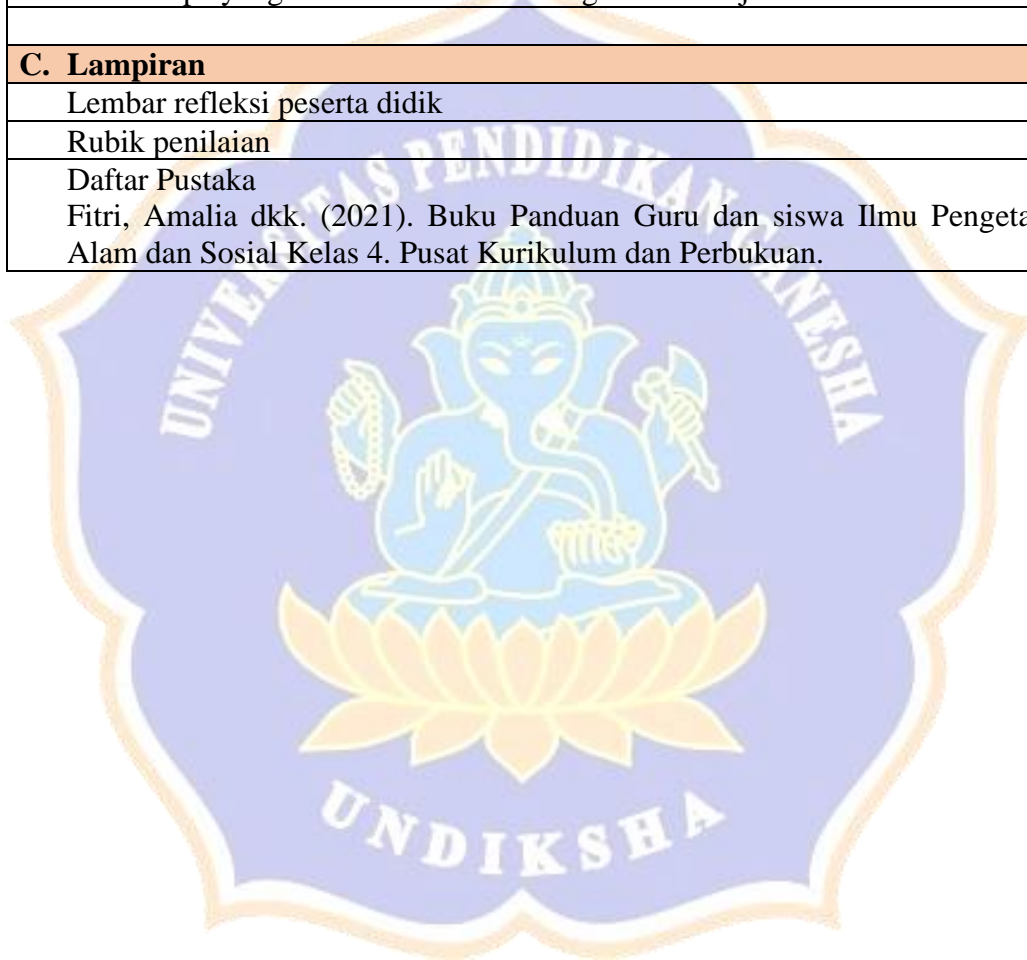 C. Lampiran
Lembar refleksi peserta didik
Rubik penilaian
Daftar Pustaka
Fitri, Amalia dkk. (2021). Buku Panduan Guru dan siswa Ilmu
Alam dan Sosial Kelas 4. Pusat Kurikulum dan Perbukuan.
UNIVERSITAS PENDIDIKAN GANESHA
UNDIKSHA